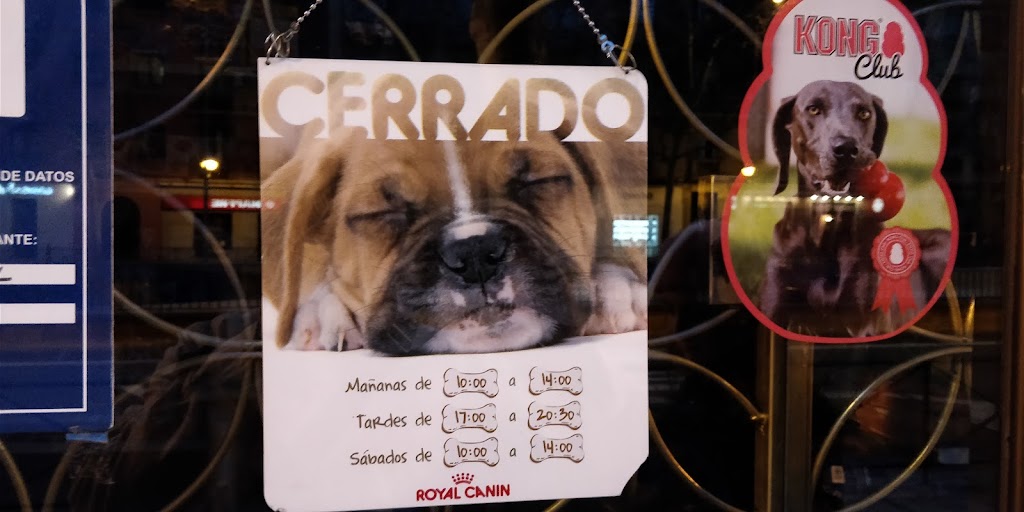 DE DATOS
ANTE:
CERRADO
Mañanas de 10:00 a 14:00
Tardes de 17:00 a 20:30
Sábados de 10:00 a 14:00
ROYAL CANIN
KONG
Club